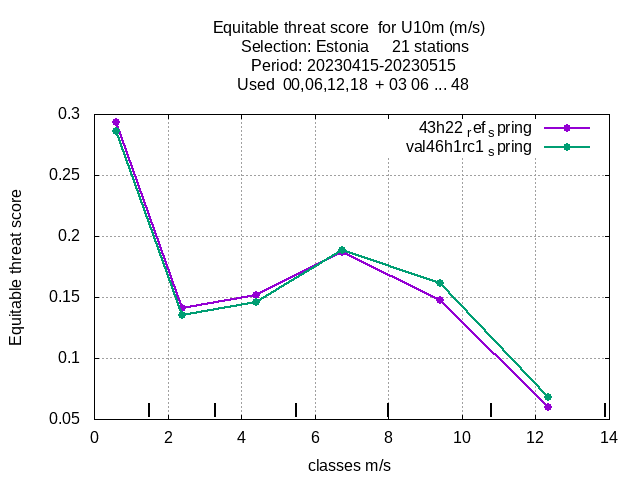 Equitable threat score  for U10m (m/s)
Selection: Estonia     21 stations
Period: 20230415-20230515
Used  00,06,12,18  + 03 06 ... 48
43h22 ref spring
val46h1rc1 spring
0.3
0.25
0.2
0.15
0.1
0.05
Equitable threat score
0 2 4 6 8 10 12 14
classes m/s